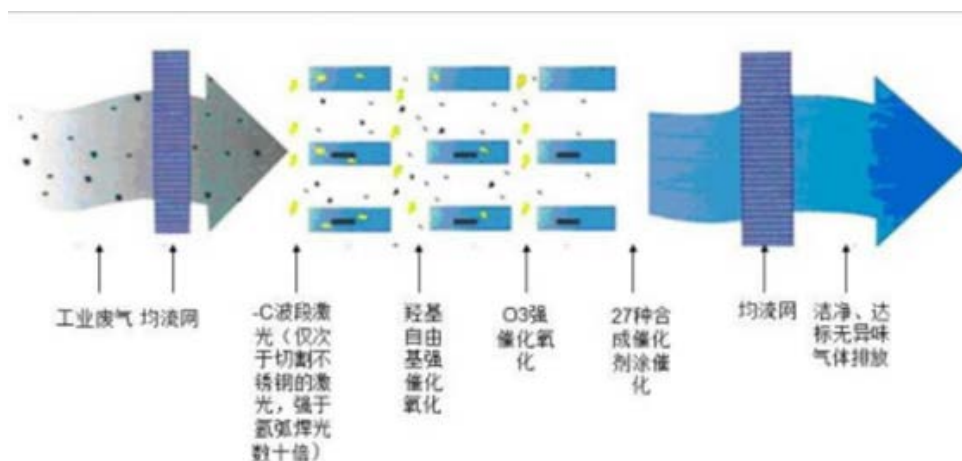 工业废气
均流网
-C波段激
光（仅次
于切割不
锈钢的激
光，强于
氩弧焊光
数十倍）
羟基
自由
基强
催化
氧化
O3强
催化氧
化
27种合
成催化
剂涂催
化
均流网
洁净、达
标无异味
气体排放